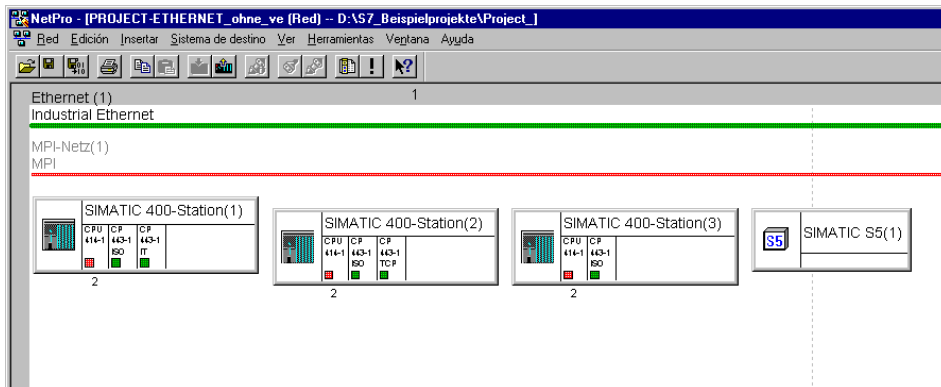 NetPro - [PROJECT-ETHERNET_ohne_ve (Red) -- D:\S7_Beispielprojekte\Project_]
Red Edición Insertar Sistema de destino Ver Herramientas Ventana Ayuda
Ethernet (1) 1
Industrial Ethernet
MPI-Netz(1)
MPI
SIMATIC 400-Station(1)
CPU CP CP
414-1 443-1 443-1
ISO IT
2
SIMATIC 400-Station(2)
CPU CP CP
414-1 443-1 443-1
ISO TCP
2
SIMATIC 400-Station(3)
CPU CP
414-1 443-1
ISO
2
S5 SIMATIC S5(1)